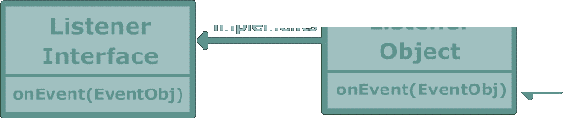 Listener
Interface
onEvent(EventObj)
Object
onEvent(EventObj)